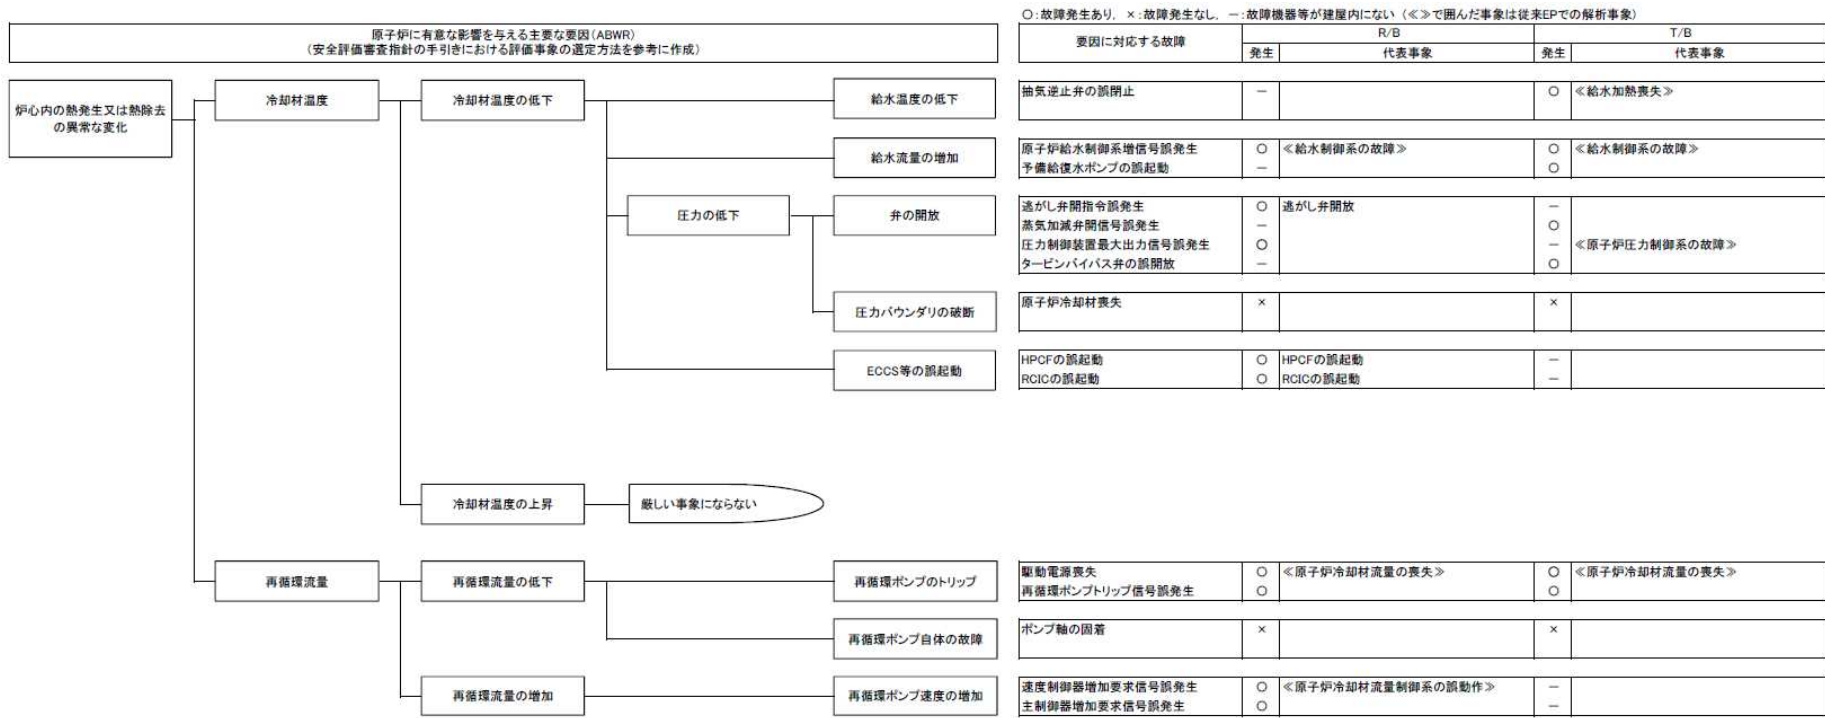 ○:故障発生あり, ×:故障発生なし, －:故障機器等が建屋内にない (≪≫で囲んだ事象は従来EPでの解析事象)
原子炉に有意な影響を与える主要な要因(ABWR)
(安全評価審査指針の手引きにおける評価事象の選定方法を参考に作成)
要因に対応する故障 R/B T/B
発生 代表事象 発生 代表事象
炉心内の熱発生又は熱除去
の異常な変化
冷却材温度
冷却材温度の低下
給水温度の低下
抽気逆止弁の誤閉止 － ○ ≪給水加熱喪失≫
給水流量の増加
原子炉給水制御系増信号誤発生 ○ ≪給水制御系の故障≫ ○ ≪給水制御系の故障≫
予備給復水ポンプの誤起動 － ○
圧力の低下
弁の開放
逃がし弁開指令誤発生 ○ 逃がし弁開放 －
蒸気加減弁開信号誤発生 － ○
圧力制御装置最大出力信号誤発生 ○ － ≪原子炉圧力制御系の故障≫
タービンバイパス弁の誤開放 － ○
圧力バウンダリの破断
原子炉冷却材喪失 × ×
ECCS等の誤起動
HPCFの誤起動 ○ HPCFの誤起動 －
RCICの誤起動 ○ RCICの誤起動 －
冷却材温度の上昇
厳しい事象にならない
再循環流量
再循環流量の低下
再循環ポンプのトリップ
駆動電源喪失 ○ ≪原子炉冷却材流量の喪失≫ ○ ≪原子炉冷却材流量の喪失≫
再循環ポンプトリップ信号誤発生 ○ ○
再循環ポンプ自体の故障
ポンプ軸の固着 × ×
再循環流量の増加
再循環ポンプ速度の増加
速度制御器増加要求信号誤発生 ○ ≪原子炉冷却材流量制御系の誤動作≫ －
主制御器増加要求信号誤発生 ○ －